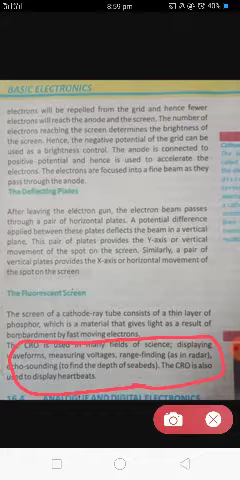 8:59 pm
40%
BASIC ELECTRONICS
electrons will be repelled from the grid and hence fewer
electrons will reach the anode and the screen. The number of
electrons reaching the screen determines the brightness of
the screen. Hence, the negative potential of the grid can be
used as a brightness control. The anode is connected to
positive potential and hence is used to accelerate the
electrons. The electrons are focused into a fine beam as they
pass through the anode.
The Deflecting Plates
After leaving the electron gun, the electron beam passes
through a pair of horizontal plates. A potential difference
applied between these plates deflects the beam in a vertical
plane. This pair of plates provides the Y-axis or vertical
movement of the spot on the screen. Similarly, a pair of
vertical plates provides the X-axis or horizontal movement of
the spot on the screen
The Fluorescent Screen
The screen of a cathode-ray tube consists of a thin layer of
phosphor, which is a material that gives light as a result of
bombardment by fast moving electrons.
The CRO is used in many fields of science; displaying
waveforms, measuring voltages, range-finding (as in radar),
echo-sounding (to find the depth of seabeds). The CRO is also
used to display heartbeats.
16.4 ANALOGUE AND DIGITAL ELECTRONICS